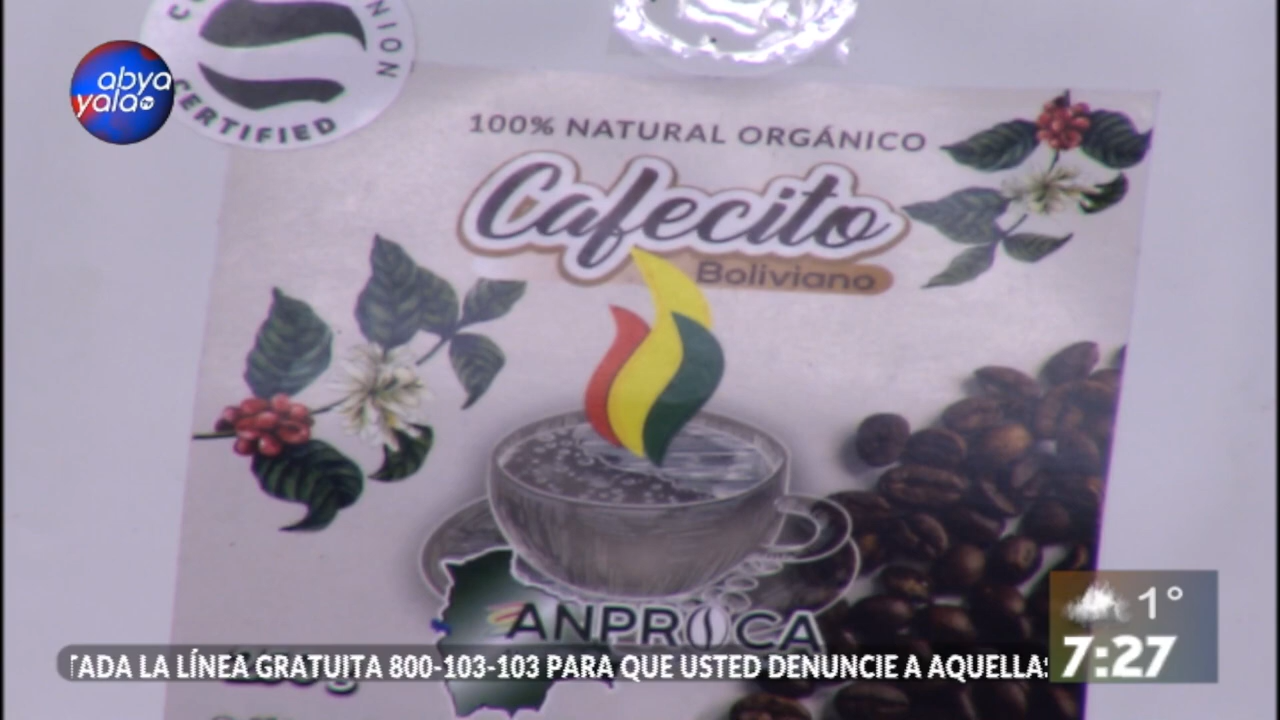 abya
yala tv
CERTIFIED
100% NATURAL ORGÁNICO
Cafecito
Boliviano
ANPROCA
TADA LA LÍNEA GRATUITA 800-103-103 PARA QUE USTED DENUNCIE A AQUELLAS
1°
7:27